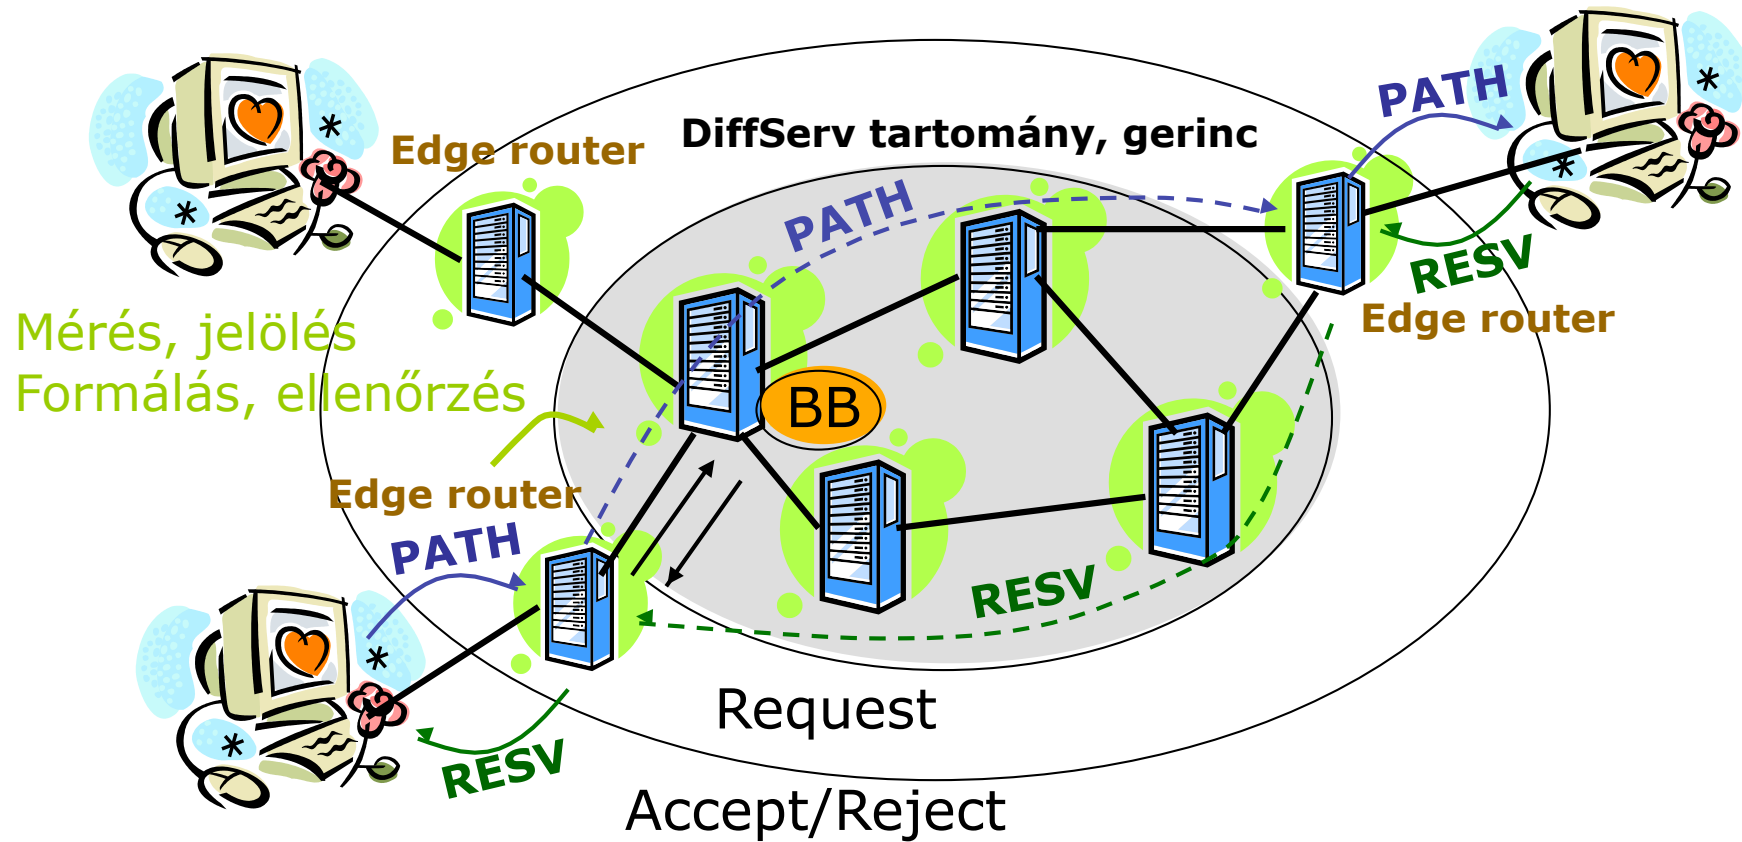 PATH
Edge router
DiffServ tartomány, gerinc
PATH
RESV
Edge router
Mérés, jelölés
Formálás, ellenőrzés
BB
Edge router
PATH
RESV
Request
RESV
Accept/Reject